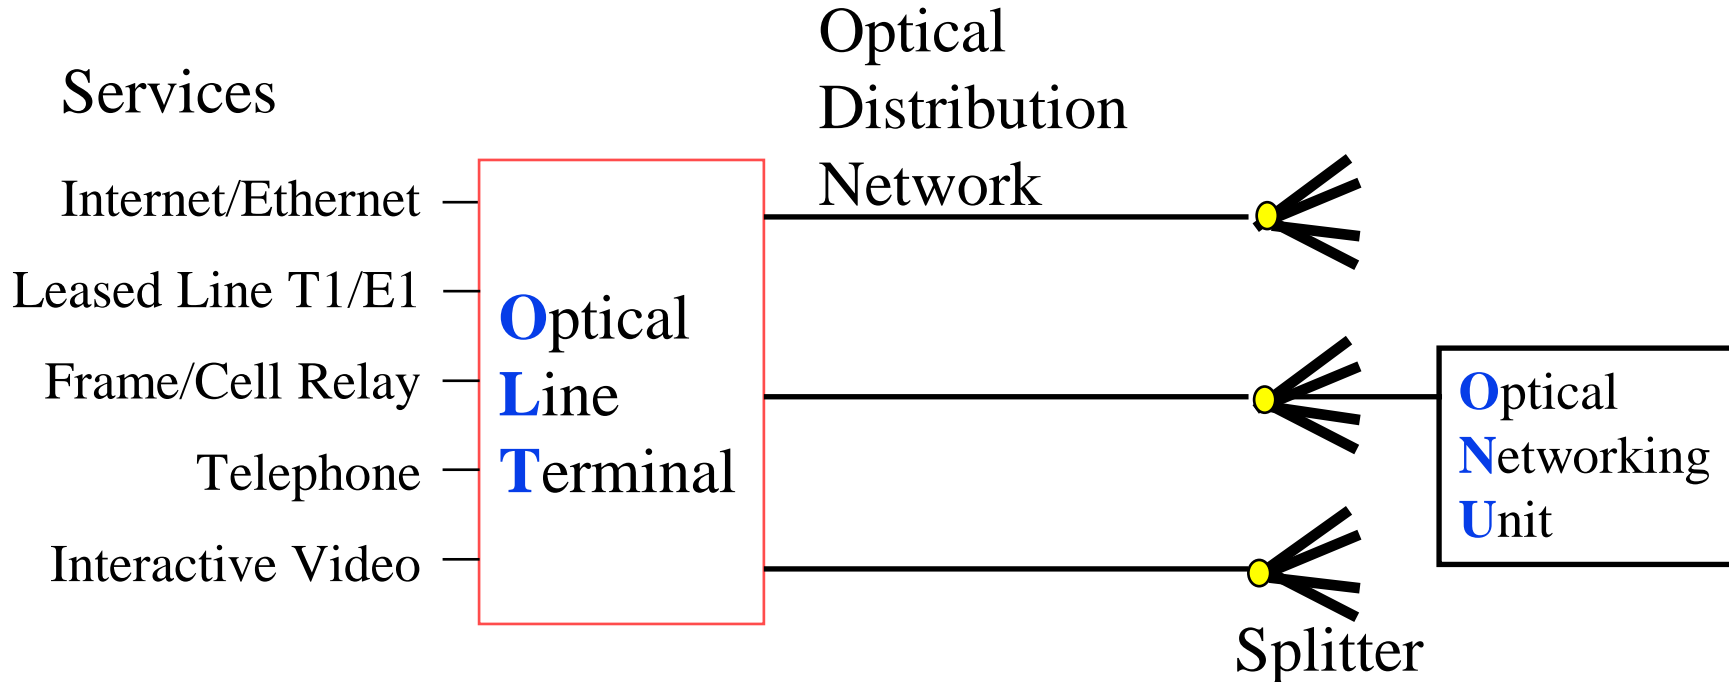 Services
Internet/Ethernet
Leased Line T1/E1
Frame/Cell Relay
Telephone
Interactive Video
Optical
Line
Terminal
Optical
Distribution
Network
Splitter
Optical
Networking
Unit